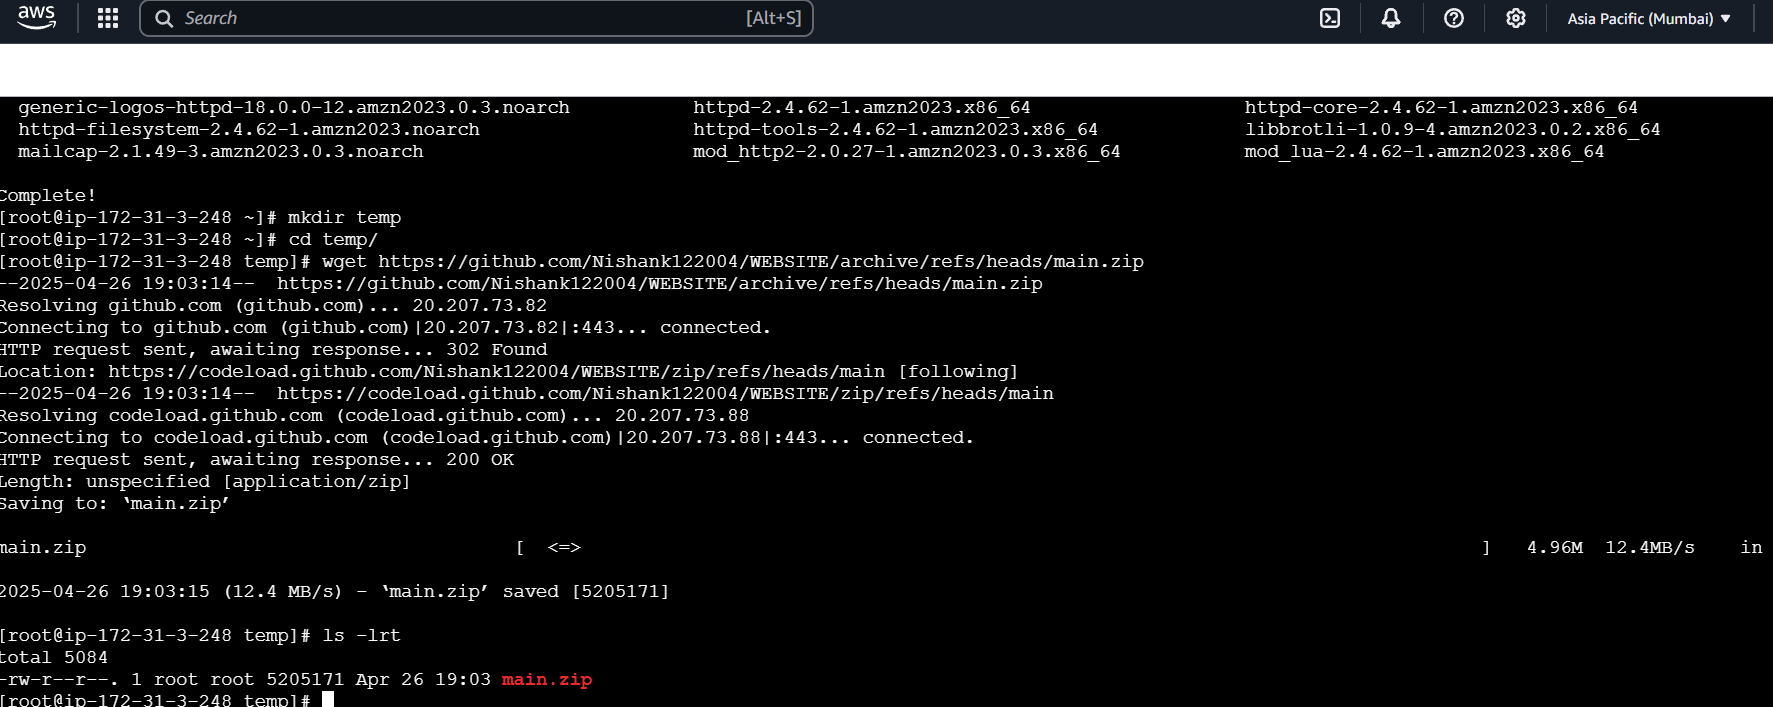 aws
Search [Alt+S]
Asia Pacific (Mumbai) ▼
generic-logos-httpd-18.0.0-12.amzn2023.0.3.noarch httpd-2.4.62-1.amzn2023.x86_64 httpd-core-2.4.62-1.amzn2023.x86_64
httpd-filesystem-2.4.62-1.amzn2023.noarch httpd-tools-2.4.62-1.amzn2023.x86_64 libbrotli-1.0.9-4.amzn2023.0.2.x86_64
mailcap-2.1.49-3.amzn2023.0.3.noarch mod_http2-2.0.27-1.amzn2023.0.3.x86_64 mod_lua-2.4.62-1.amzn2023.x86_64
Complete!
[root@ip-172-31-3-248 ~]# mkdir temp
[root@ip-172-31-3-248 ~]# cd temp/
[root@ip-172-31-3-248 temp]# wget https://github.com/Nishank122004/WEBSITE/archive/refs/heads/main.zip
--2025-04-26 19:03:14-- https://github.com/Nishank122004/WEBSITE/archive/refs/heads/main.zip
Resolving github.com (github.com)... 20.207.73.82
Connecting to github.com (github.com)|20.207.73.82|:443... connected.
HTTP request sent, awaiting response... 302 Found
Location: https://codeload.github.com/Nishank122004/WEBSITE/zip/refs/heads/main [following]
--2025-04-26 19:03:14-- https://codeload.github.com/Nishank122004/WEBSITE/zip/refs/heads/main
Resolving codeload.github.com (codeload.github.com)... 20.207.73.88
Connecting to codeload.github.com (codeload.github.com)|20.207.73.88|:443... connected.
HTTP request sent, awaiting response... 200 OK
Length: unspecified [application/zip]
Saving to: ‘main.zip’
main.zip [ <=> ] 4.96M 12.4MB/s in
2025-04-26 19:03:15 (12.4 MB/s) - ‘main.zip’ saved [5205171]
[root@ip-172-31-3-248 temp]# ls -lrt
total 5084
-rw-r--r--. 1 root root 5205171 Apr 26 19:03 main.zip
[root@ip-172-31-3-248 temp]#